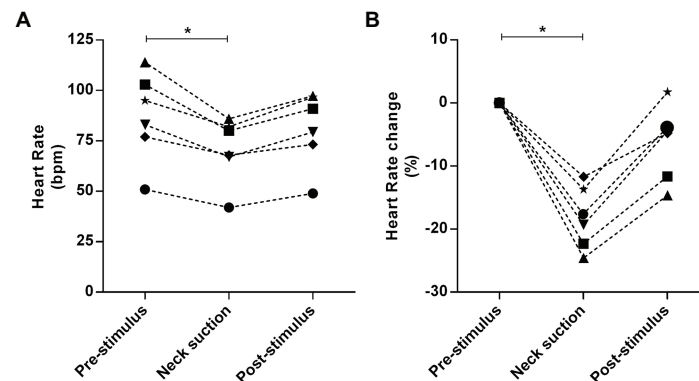 A
*
125
100
75
50
25
0
Heart Rate
(bpm)
Pre-stimulus
Neck suction
Post-stimulus
B
*
10
0
-10
-20
-30
Heart Rate change
(%)
Pre-stimulus
Neck suction
Post-stimulus